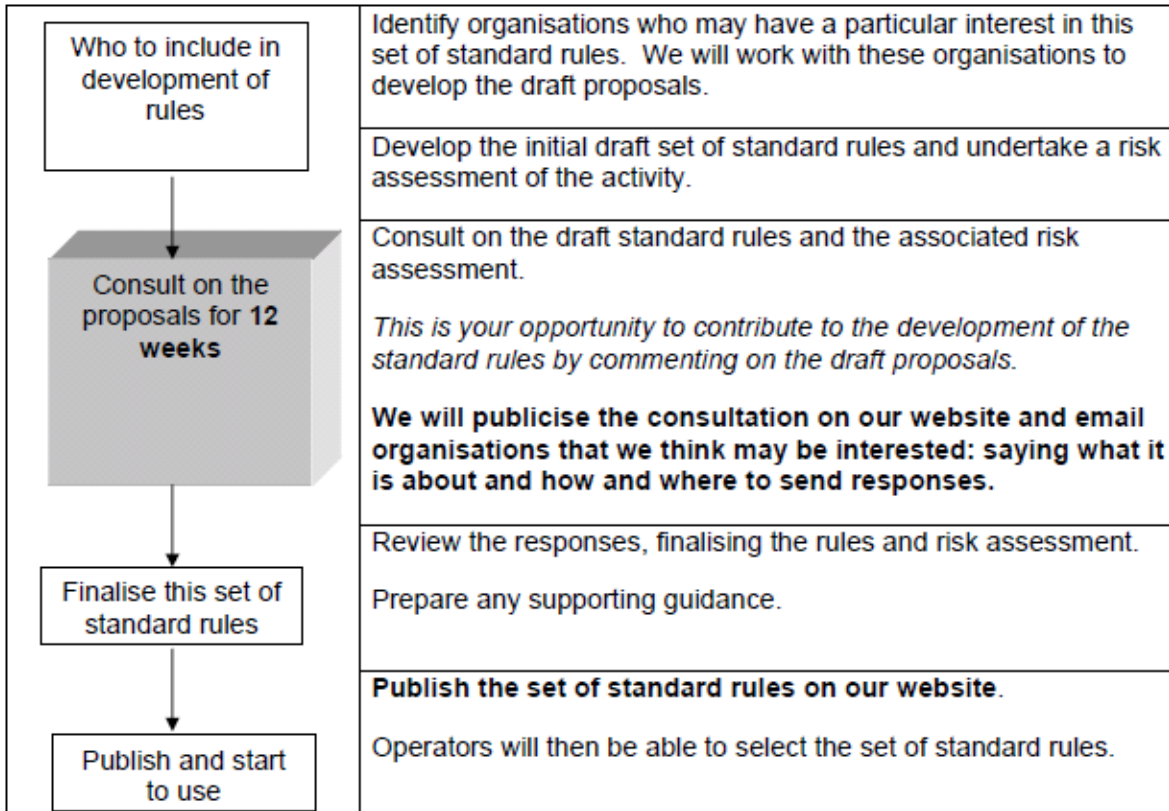 Who to include in
development of
rules
Identify organisations who may have a particular interest in this
set of standard rules.  We will work with these organisations to
develop the draft proposals.
Develop the initial draft set of standard rules and undertake a risk
assessment of the activity.
Consult on the
proposals for 12
weeks
Consult on the draft standard rules and the associated risk
assessment.
This is your opportunity to contribute to the development of the
standard rules by commenting on the draft proposals.
We will publicise the consultation on our website and email
organisations that we think may be interested: saying what it
is about and how and where to send responses.
Finalise this set of
standard rules
Review the responses, finalising the rules and risk assessment.
Prepare any supporting guidance.
Publish and start
to use
Publish the set of standard rules on our website.
Operators will then be able to select the set of standard rules.